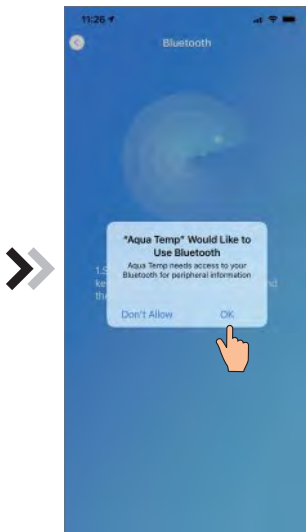 11:26
Bluetooth
"Aqua Temp" Would Like to
Use Bluetooth
Aqua Temp needs access to your
Bluetooth for peripheral information
Don't Allow
OK